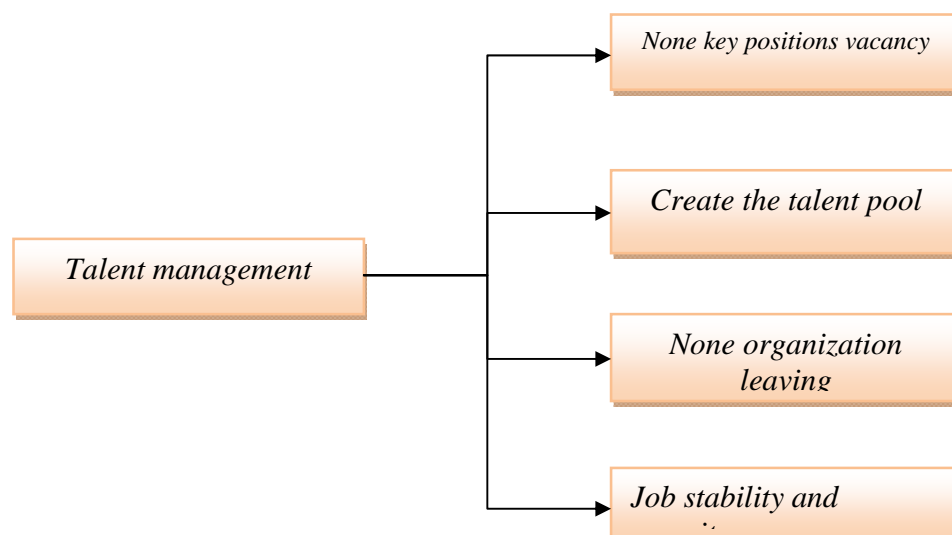 None key positions vacancy
Create the talent pool
Talent management
None organization
leaving
Job stability and